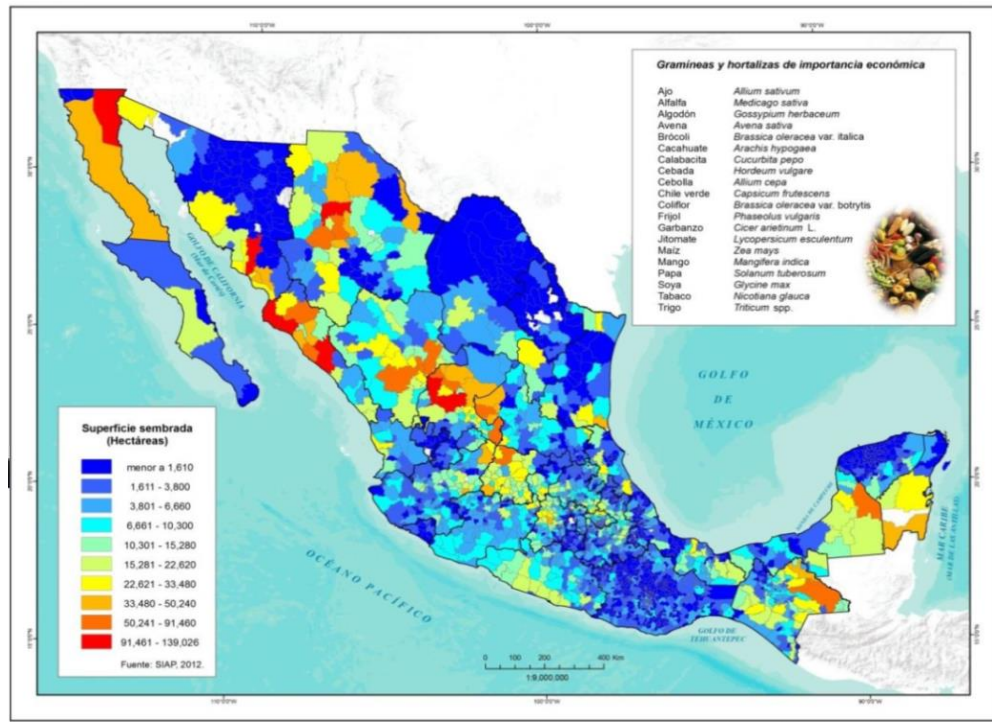 Gramíneas y hortalizas de importancia económica
Ajo Allium sativum
Alfalfa Medicago sativa
Algodón Gossypium herbaceum
Avena Avena sativa
Brócoli Brassica oleracea var. italica
Cacahuate Arachis hypogaea
Calabacita Cucurbita pepo
Cebada Hordeum vulgare
Cebolla Allium cepa
Chile verde Capsicum frutescens
Coliflor Brassica oleracea var. botrytis
Frijol Phaseolus vulgaris
Garbanzo Cicer arietinum L.
Jitomate Lycopersicum esculentum
Maíz Zea mays
Mango Mangifera indica
Papa Solanum tuberosum
Soya Glycine max
Tabaco Nicotiana glauca
Trigo Triticum spp.
GOLFO DE CALIFORNIA
(Mar de Cortés)
GOLFO
DE
MÉXICO
MAR CARIBE
(MAR DE LAS ANTILLAS)
OCÉANO PACÍFICO
GOLFO DE
TEHUANTEPEC
Superficie sembrada
(Hectáreas)
menor a 1,610
1,611 - 3,800
3,801 - 6,660
6,661 - 10,300
10,301 - 15,280
15,281 - 22,620
22,621 - 33,480
33,480 - 50,240
50,241 - 91,460
91,461 - 139,026
Fuente: SIAP, 2012.
0 100 200 400 Km
1:9,000,000